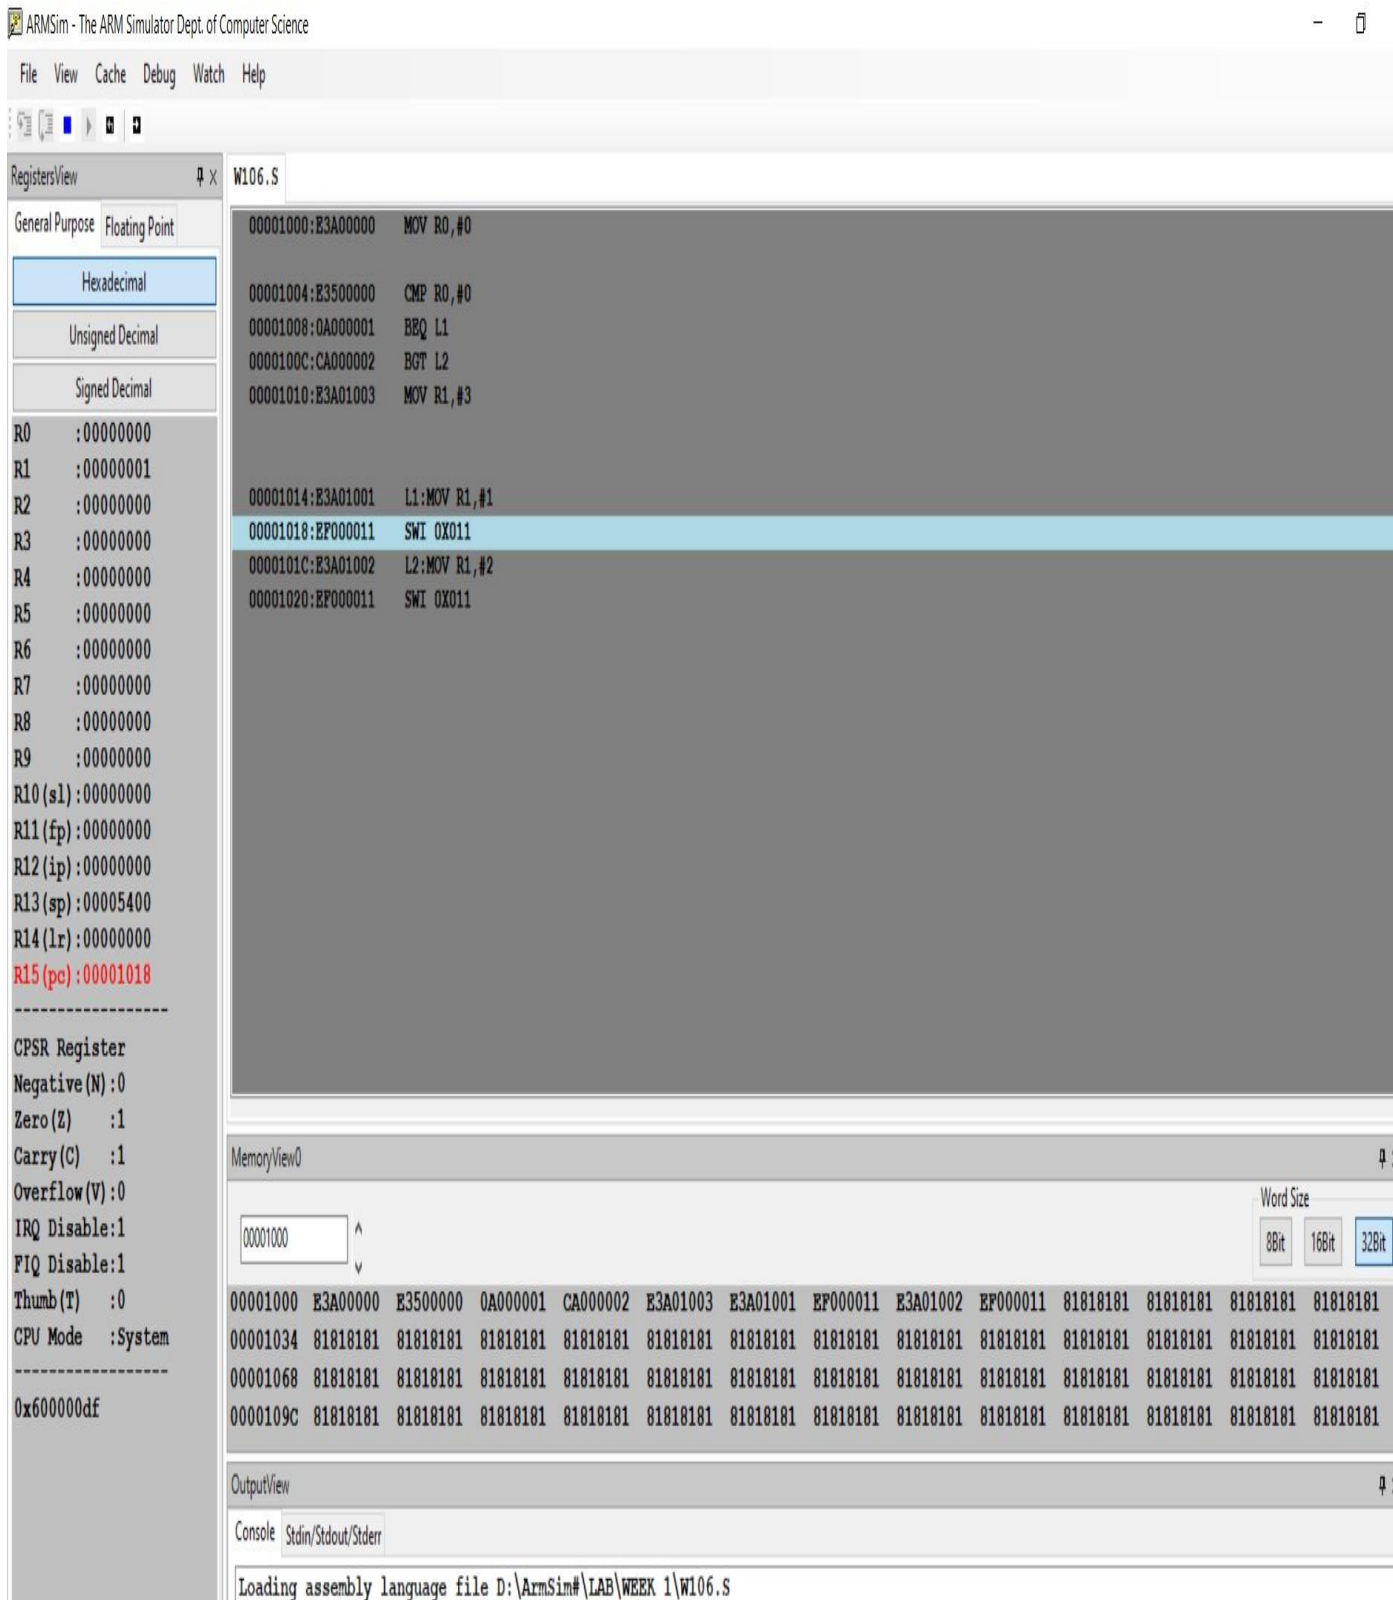 ARMSim - The ARM Simulator Dept. of Computer Science
File View Cache Debug Watch Help
RegistersView
General Purpose Floating Point
Hexadecimal
Unsigned Decimal
Signed Decimal
R0 :00000000
R1 :00000001
R2 :00000000
R3 :00000000
R4 :00000000
R5 :00000000
R6 :00000000
R7 :00000000
R8 :00000000
R9 :00000000
R10(sl):00000000
R11(fp):00000000
R12(ip):00000000
R13(sp):00005400
R14(lr):00000000
R15(pc):00001018
------------------
CPSR Register
Negative(N):0
Zero(Z) :1
Carry(C) :1
Overflow(V):0
IRQ Disable:1
FIQ Disable:1
Thumb(T) :0
CPU Mode :System
------------------
0x600000df
W106.S
00001000:E3A00000 MOV R0,#0
00001004:E3500000 CMP R0,#0
00001008:0A000001 BEQ L1
0000100C:CA000002 BGT L2
00001010:E3A01003 MOV R1,#3
00001014:E3A01001 L1:MOV R1,#1
00001018:EF000011 SWI 0X011
0000101C:E3A01002 L2:MOV R1,#2
00001020:EF000011 SWI 0X011
MemoryView0
Word Size
00001000
8Bit 16Bit 32Bit
00001000 E3A00000 E3500000 0A000001 CA000002 E3A01003 E3A01001 EF000011 E3A01002 EF000011 81818181 81818181 81818181 81818181
00001034 81818181 81818181 81818181 81818181 81818181 81818181 81818181 81818181 81818181 81818181 81818181 81818181 81818181
00001068 81818181 81818181 81818181 81818181 81818181 81818181 81818181 81818181 81818181 81818181 81818181 81818181 81818181
0000109C 81818181 81818181 81818181 81818181 81818181 81818181 81818181 81818181 81818181 81818181 81818181 81818181 81818181
OutputView
Console Stdin/Stdout/Stderr
Loading assembly language file D:\ArmSim#\LAB\WEEK 1\W106.S